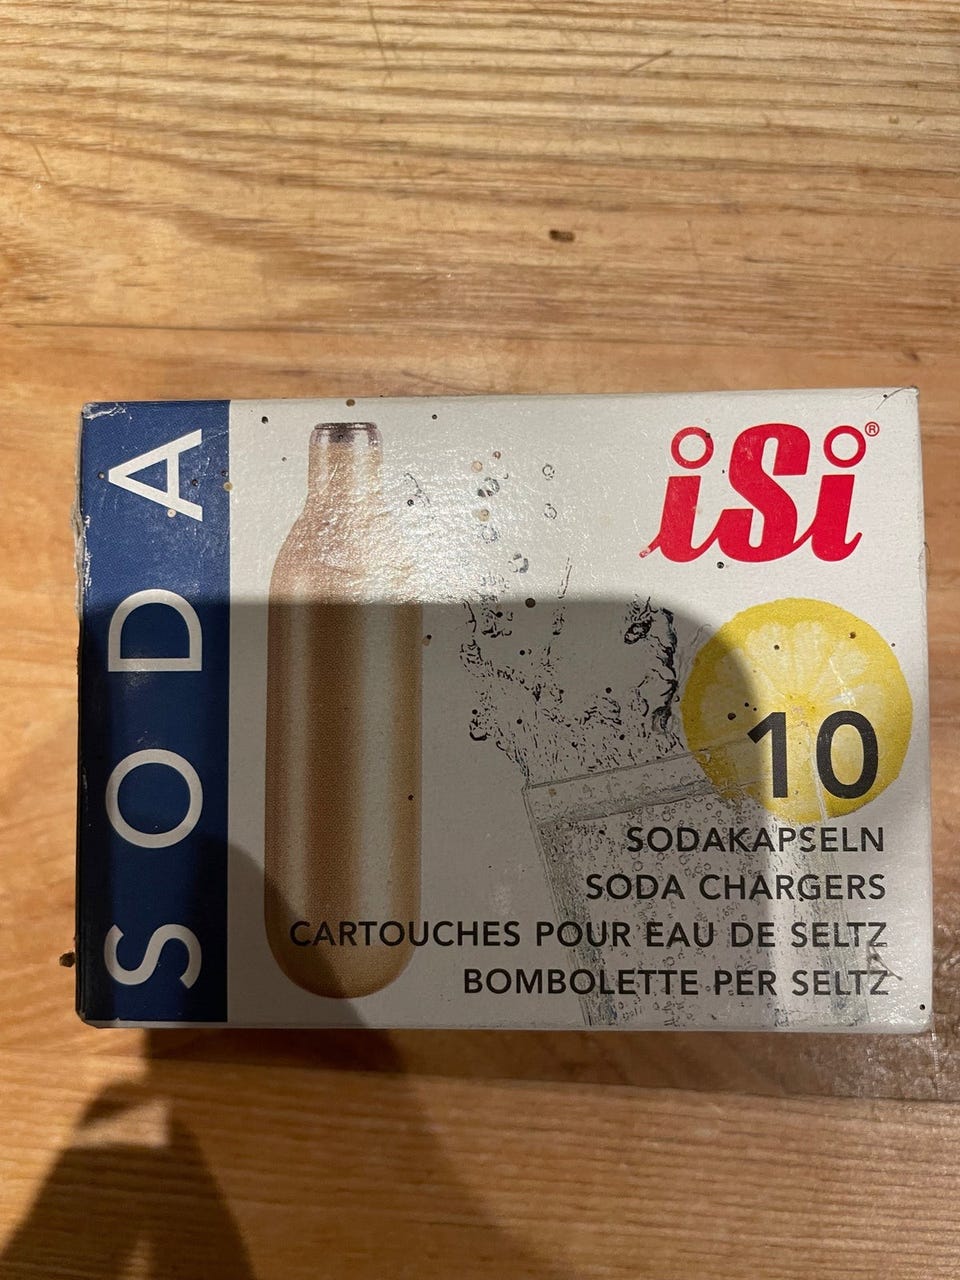 SODA
iSi®
10
SODAKAPSELN
SODA CHARGERS
CARTOUCHES POUR EAU DE SELTZ
BOMBOLETTE PER SELTZ